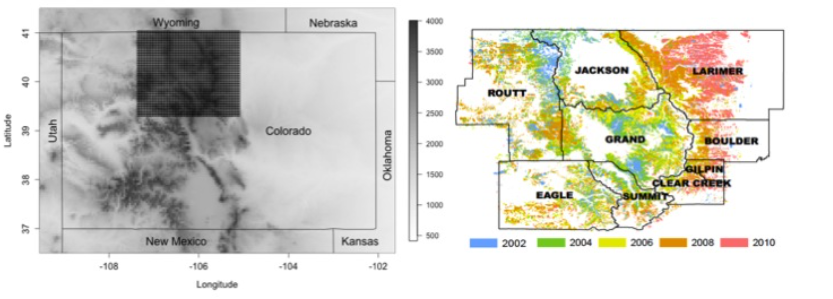 Wyoming
Nebraska
Utah
Colorado
Oklahoma
New Mexico
Kansas
Latitude
41
40
39
38
37
-108
-106
-104
-102
Longitude
4000
3500
3000
2500
2000
1500
1000
500
JACKSON
LARIMER
ROUTT
GRAND
BOULDER
GILPIN
CLEAR CREEK
EAGLE
SUMMIT
2002
2004
2006
2008
2010